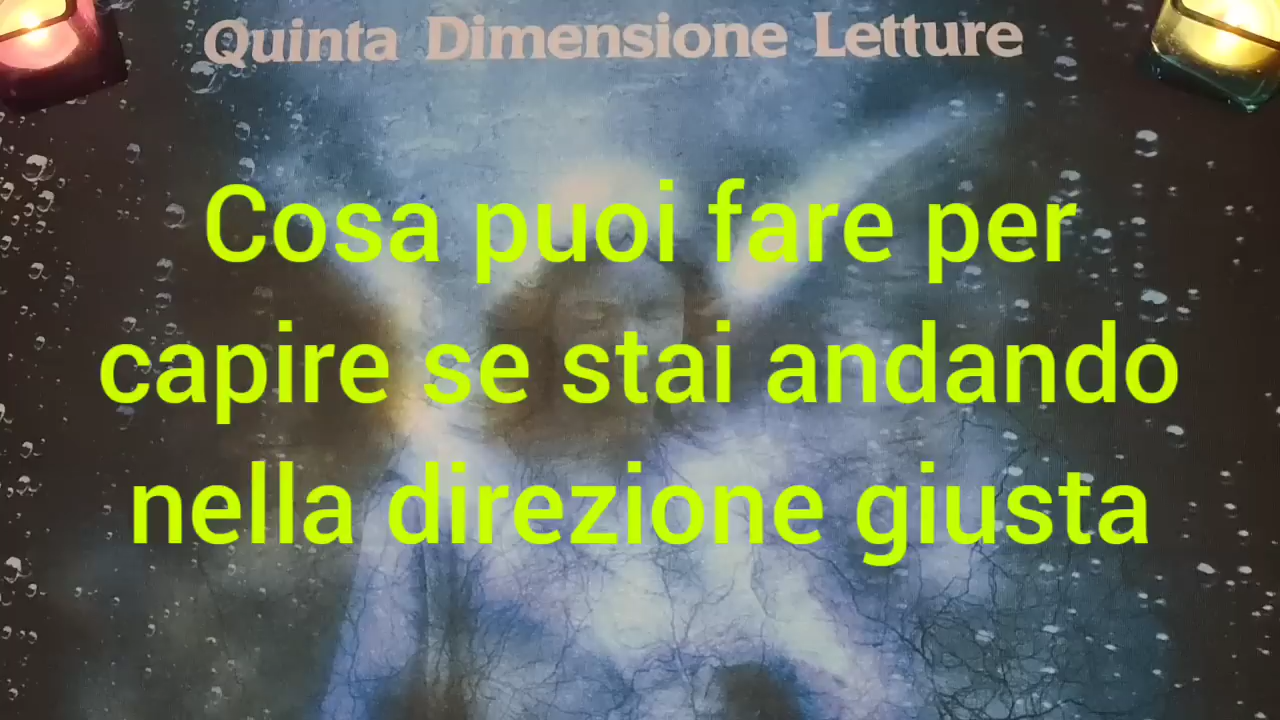 Quinta Dimensione Letture
Cosa puoi fare per
capire se stai andando
nella direzione giusta